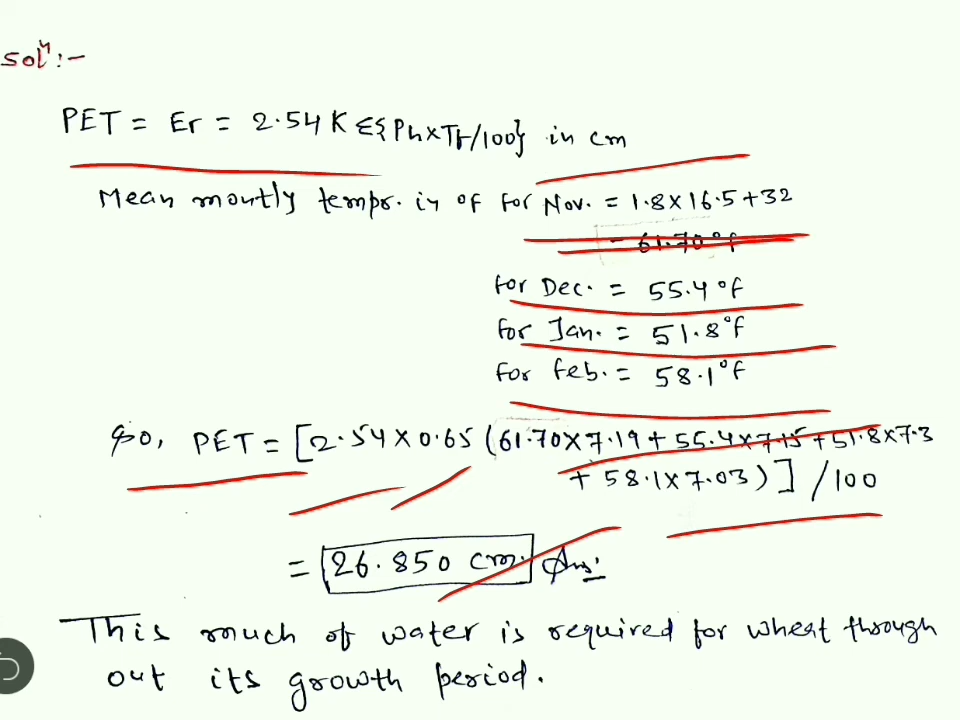 solⁿ:-
PET = Er = 2.54 K Σ{Ph×Tf/100} in cm
Mean montly tempr. in of for Nov. = 1.8×16.5+32
= 61.70°f
for Dec. = 55.4°f
for Jan. = 51.8°f
for feb. = 58.1°f
So, PET = [2.54×0.65 (61.70×7.19+55.4×7.15+51.8×7.3
+ 58.1×7.03)] /100
= 26.850 cm. Ans:
This much of water is required for wheat through
out its growth period.